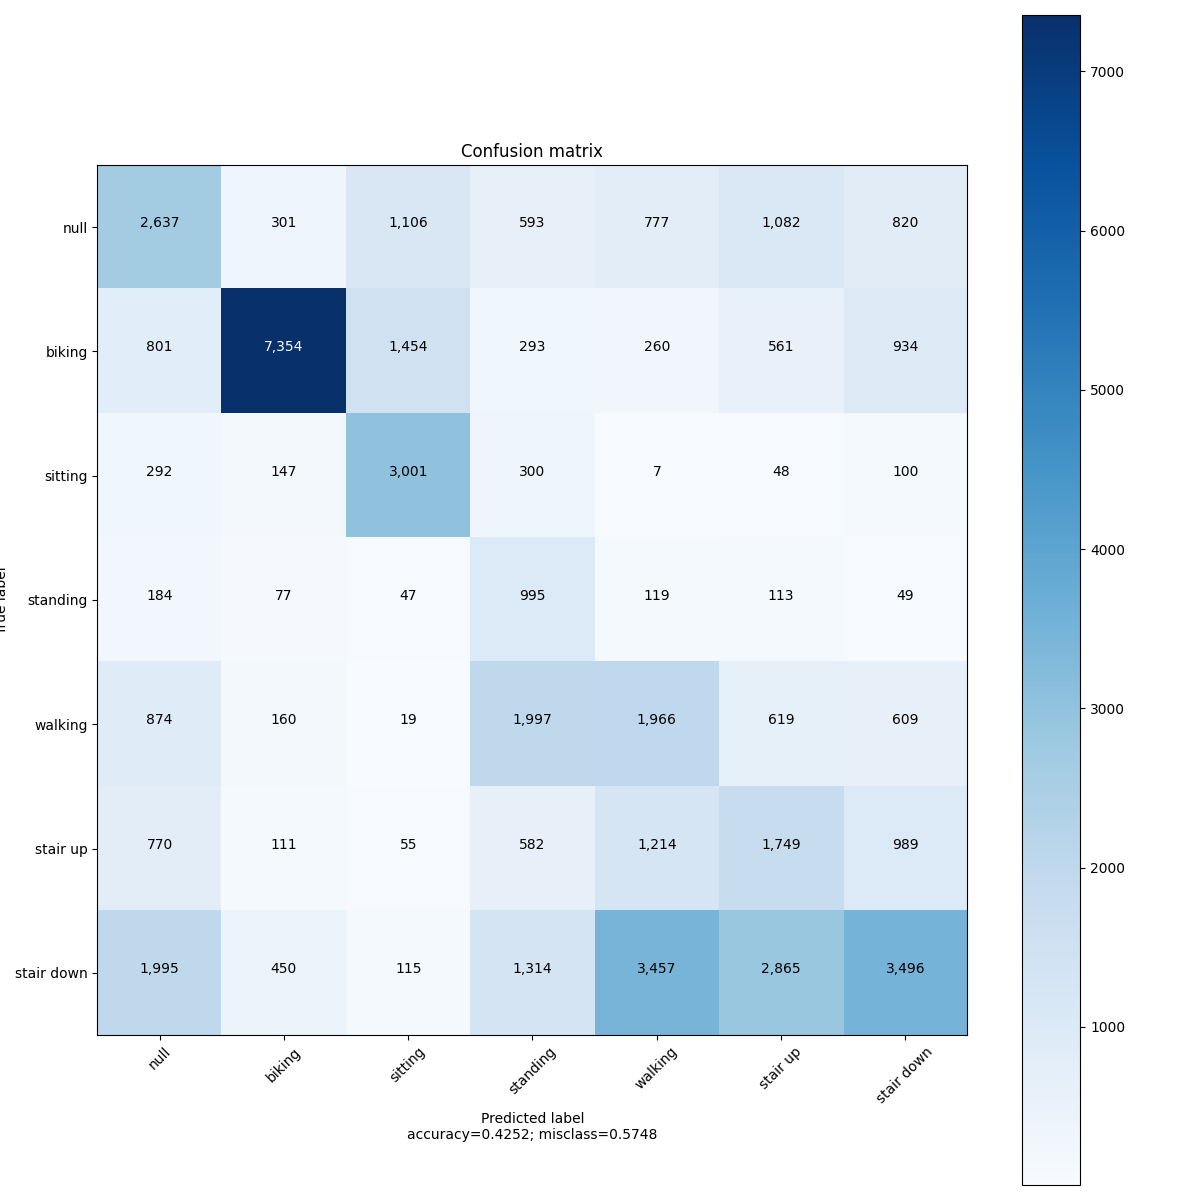 Confusion matrix
null 2,637 301 1,106 593 777 1,082 820
biking 801 7,354 1,454 293 260 561 934
sitting 292 147 3,001 300 7 48 100
standing 184 77 47 995 119 113 49
walking 874 160 19 1,997 1,966 619 609
stair up 770 111 55 582 1,214 1,749 989
stair down 1,995 450 115 1,314 3,457 2,865 3,496
null biking sitting standing walking stair up stair down
Predicted label
accuracy=0.4252; misclass=0.5748
True label
7000
6000
5000
4000
3000
2000
1000